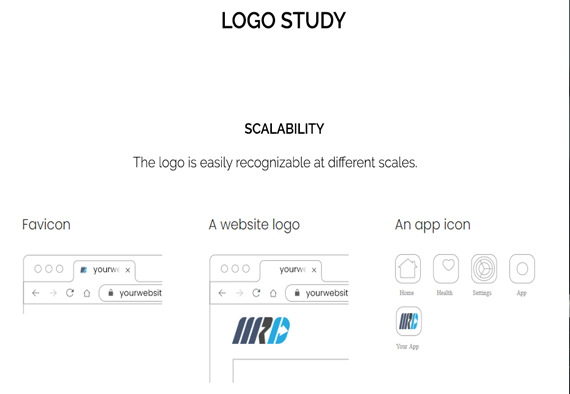 LOGO STUDY
SCALABILITY
The logo is easily recognizable at different scales.
Favicon
A website logo
An app icon
yourwe
yourwebsit
yourwe
yourwebsit
Home
Health
Settings
App
Your App